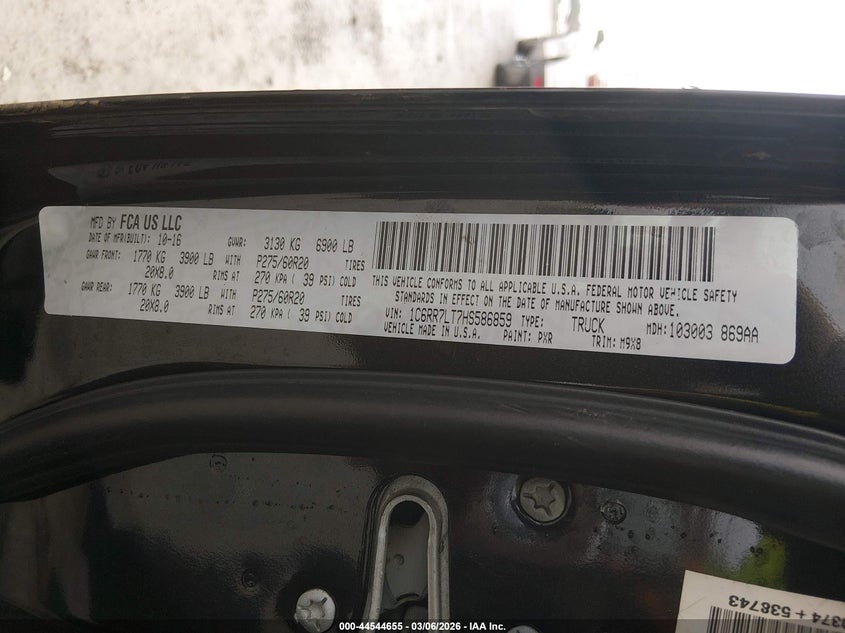 MFD BY FCA US LLC
DATE OF MFR(BUILT): 10-16 GVWR: 3130 KG 6900 LB
GAWR FRONT: 1770 KG 3900 LB WITH P275/60R20 TIRES
20X8.0 RIMS AT 270 KPA ( 39 PSI) COLD
GAWR REAR: 1770 KG 3900 LB WITH P275/60R20 TIRES
20X8.0 RIMS AT 270 KPA ( 39 PSI) COLD
THIS VEHICLE CONFORMS TO ALL APPLICABLE U.S.A. FEDERAL MOTOR VEHICLE SAFETY
STANDARDS IN EFFECT ON THE DATE OF MANUFACTURE SHOWN ABOVE.
VIN: 1C6RR7LT7HS586859 TYPE: TRUCK MDH: 103003 869AA
VEHICLE MADE IN U.S.A. PAINT: PXR TRIM: M9X8
0374 + 538743
000-44544655 - 03/06/2026 - IAA Inc.